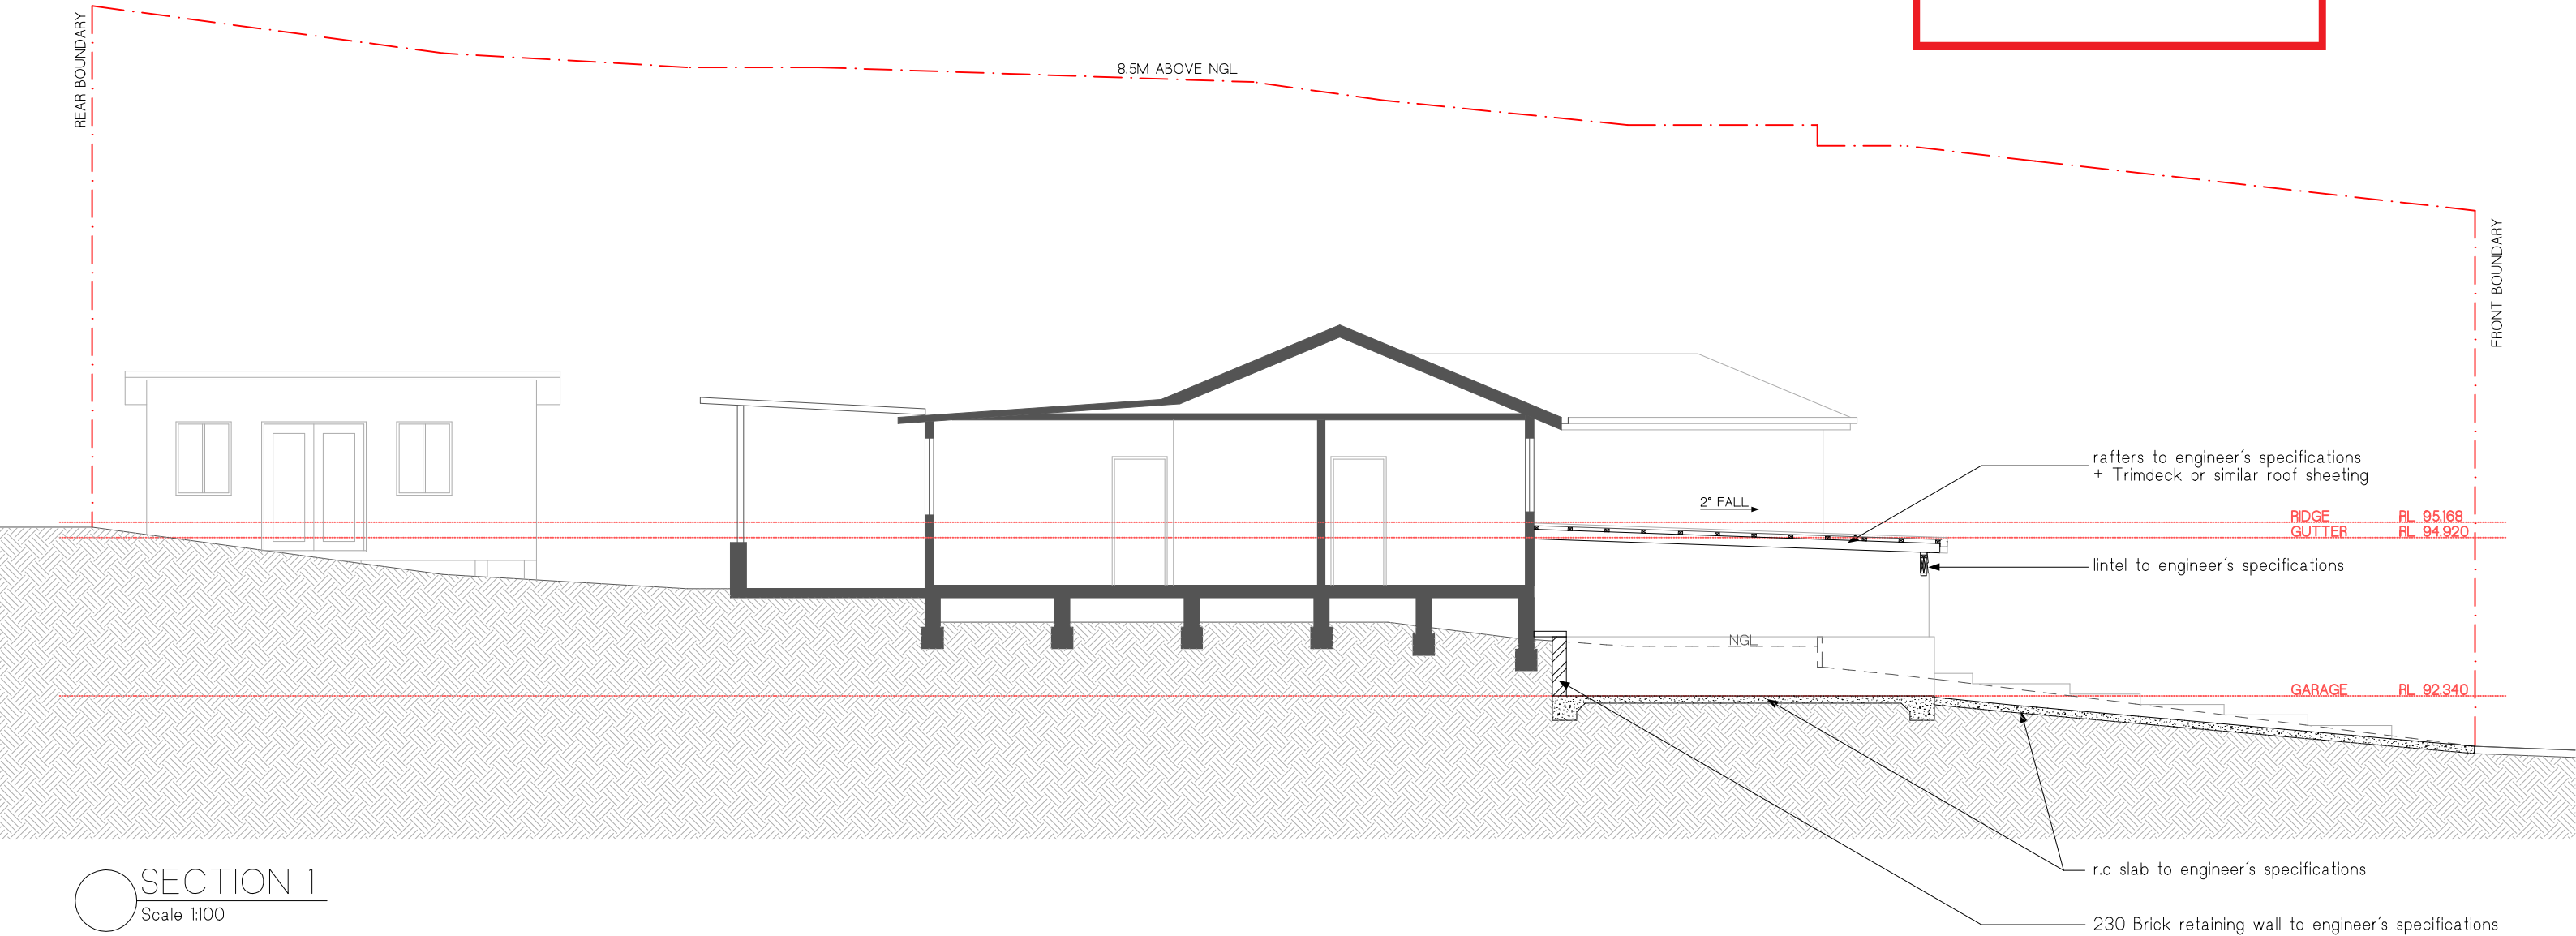 REAR BOUNDARY
8.5M ABOVE NGL
FRONT BOUNDARY
rafters to engineer's specifications
+ Trimdeck or similar roof sheeting
2° FALL
RIDGE RL 95.168
GUTTER RL 94.920
lintel to engineer's specifications
NGL
GARAGE RL 92.340
r.c slab to engineer's specifications
230 Brick retaining wall to engineer's specifications
SECTION 1
Scale 1:100